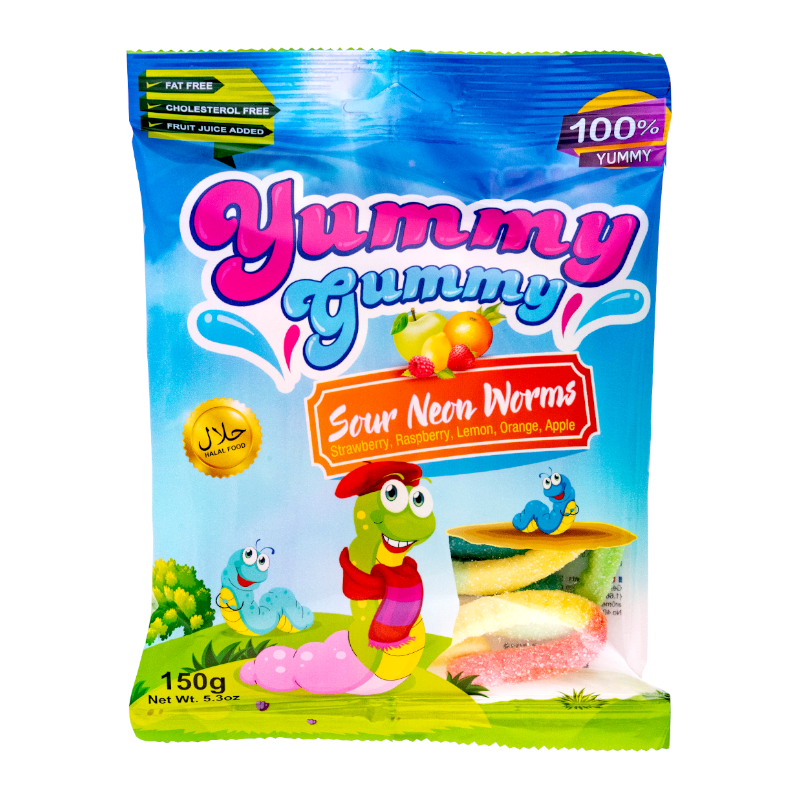 FAT FREE
CHOLESTEROL FREE
FRUIT JUICE ADDED
100%
YUMMY
Yummy
Gummy
Sour Neon Worms
Strawberry, Raspberry, Lemon, Orange, Apple
حلال
HALAL FOOD
150g
Net Wt. 5.3oz